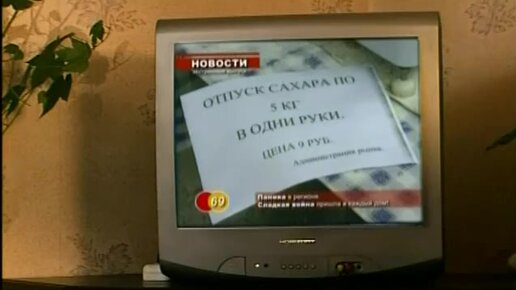 НОВОСТИ
ОТПУСК САХАРА ПО
5 КГ
В ОДНИ РУКИ.
ЦЕНА 9 РУБ.
Администрация рынка.
69
Паника в регионе
Сладкая война пришла в каждый дом!